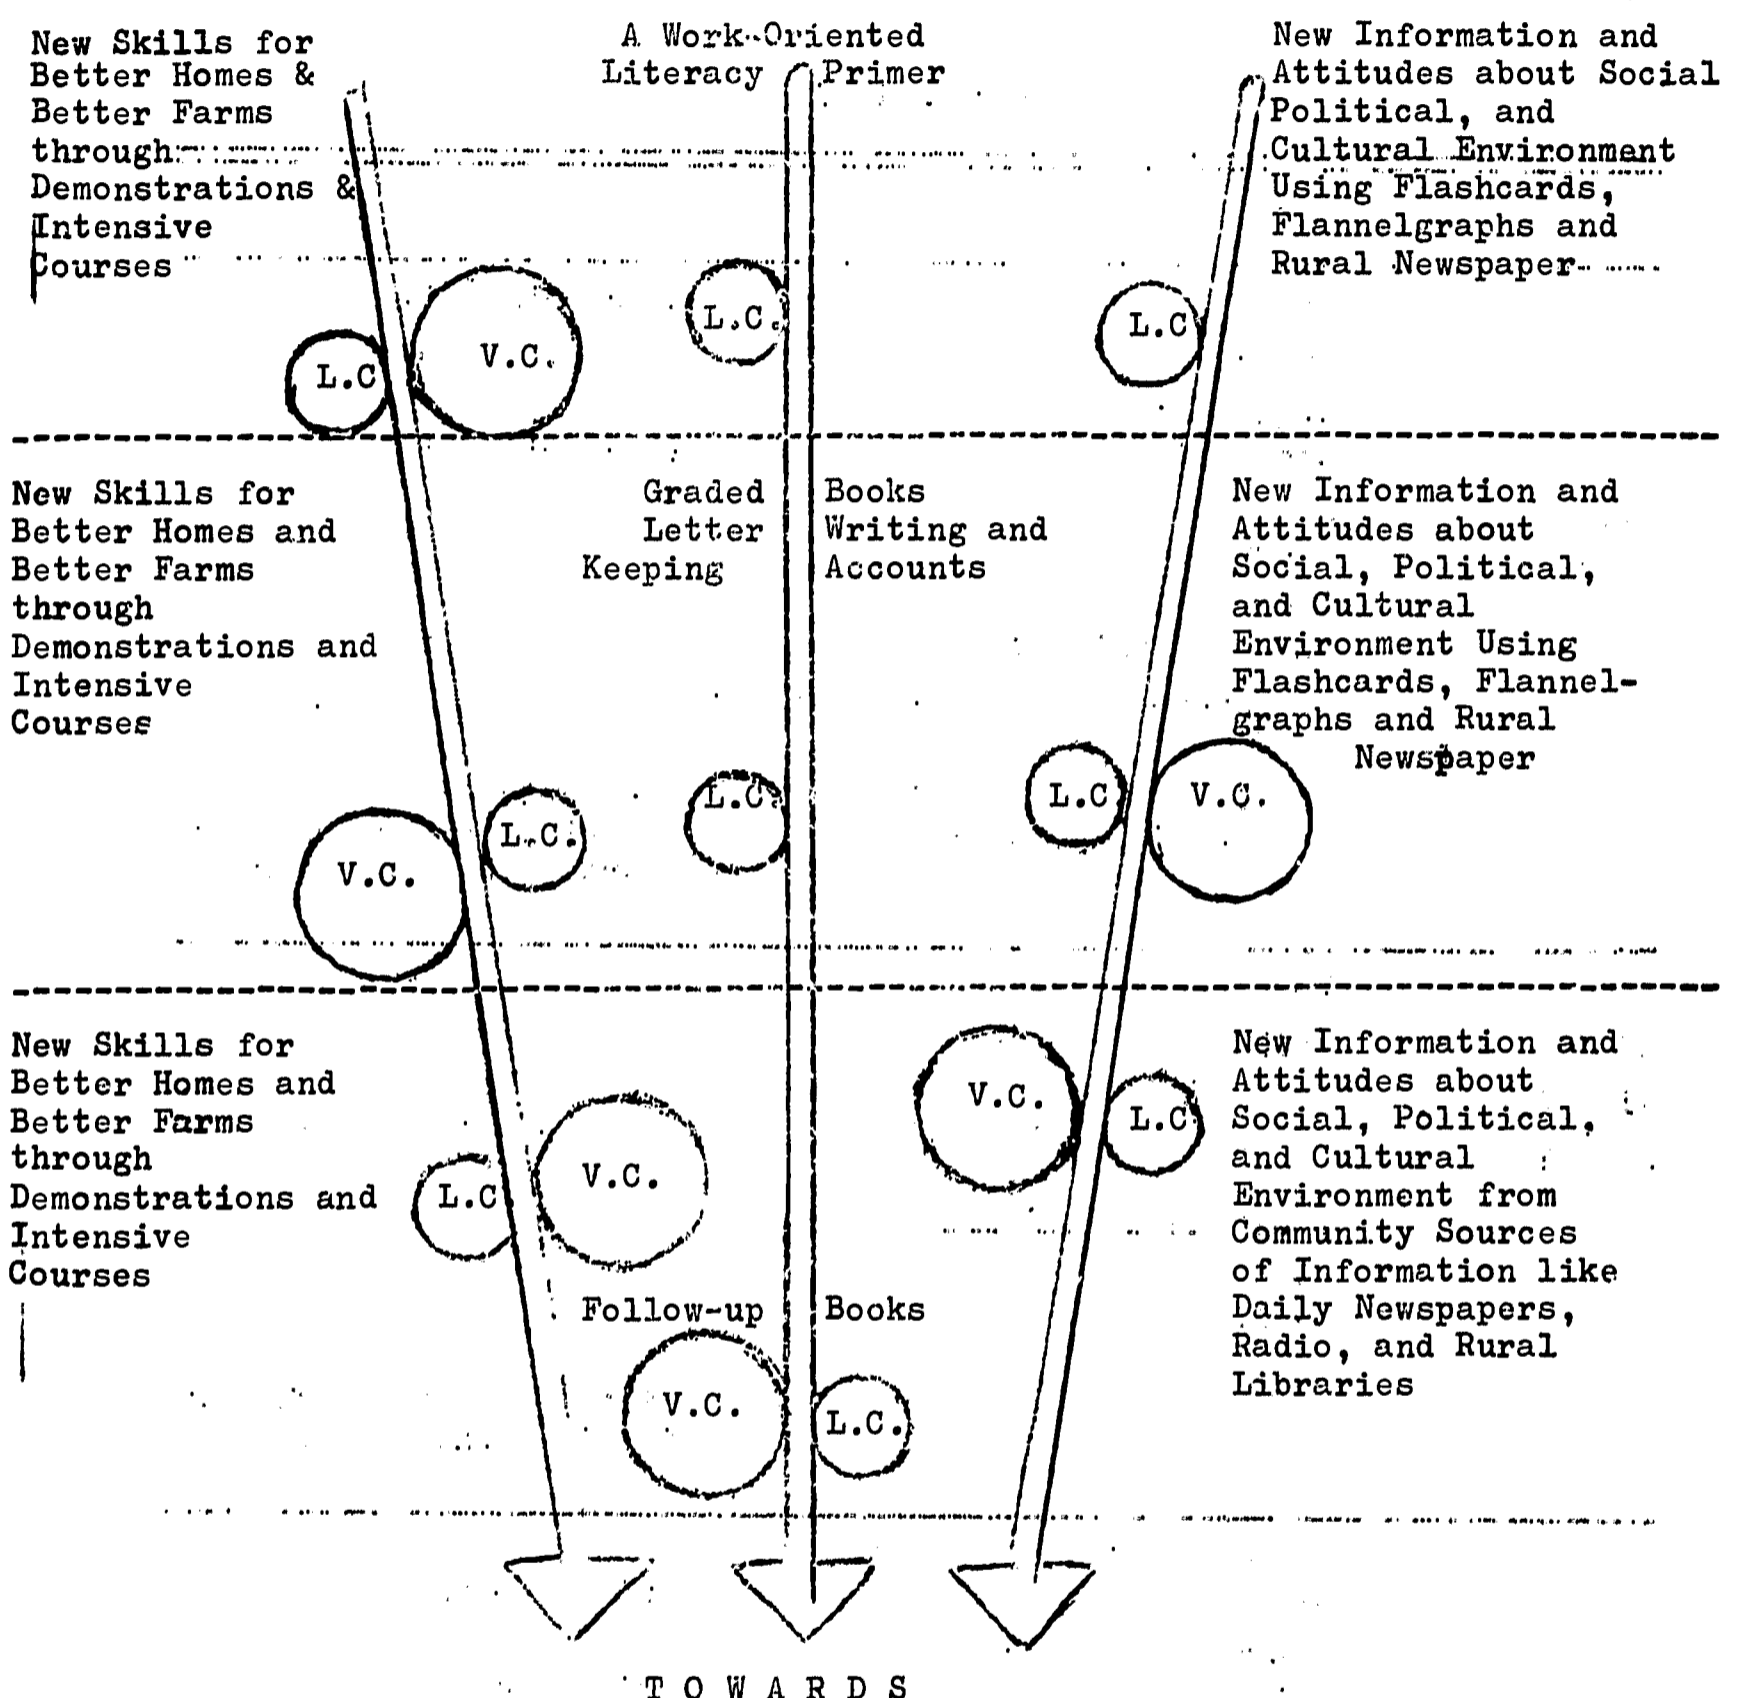 New Skills for
Better Homes &
Better Farms
through
Demonstrations &
Intensive
Courses
A Work-Oriented
Literacy Primer
New Information and
Attitudes about Social
Political, and
Cultural Environment
Using Flashcards,
Flannelgraphs and
Rural Newspaper
L.C
V.C.
L.C.
L.C
New Skills for
Better Homes and
Better Farms
through
Demonstrations and
Intensive
Courses
Graded Books
Letter Writing and
Keeping Accounts
New Information and
Attitudes about
Social, Political,
and Cultural
Environment Using
Flashcards, Flannel-
graphs and Rural
Newspaper
V.C.
L.C.
L.C.
L.C
V.C.
New Skills for
Better Homes and
Better Farms
through
Demonstrations and
Intensive
Courses
L.C
V.C.
Follow-up Books
V.C.
L.C.
V.C.
L.C
New Information and
Attitudes about
Social, Political,
and Cultural
Environment from
Community Sources
of Information like
Daily Newspapers,
Radio, and Rural
Libraries
TOWARDS